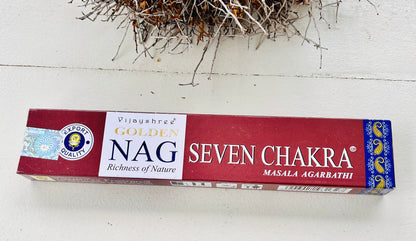 EXPORT
QUALITY
Vijayshree
GOLDEN
NAG
Richness of Nature
SEVEN CHAKRA
MASALA AGARBATHI